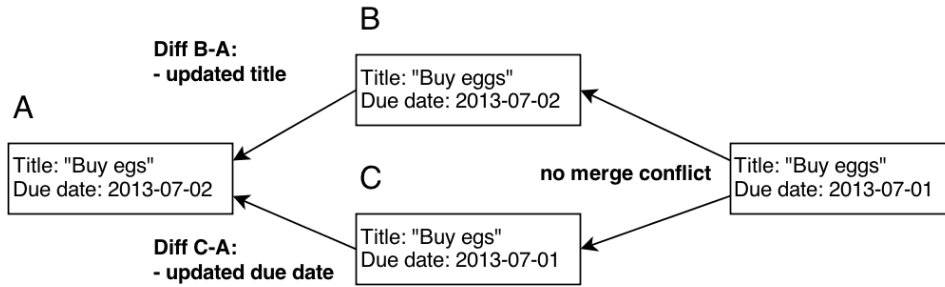 B
Diff B-A:
- updated title
Title: "Buy eggs"
Due date: 2013-07-02
A
Title: "Buy egs"
Due date: 2013-07-02
C
no merge conflict
Title: "Buy eggs"
Due date: 2013-07-01
Diff C-A:
- updated due date
Title: "Buy egs"
Due date: 2013-07-01